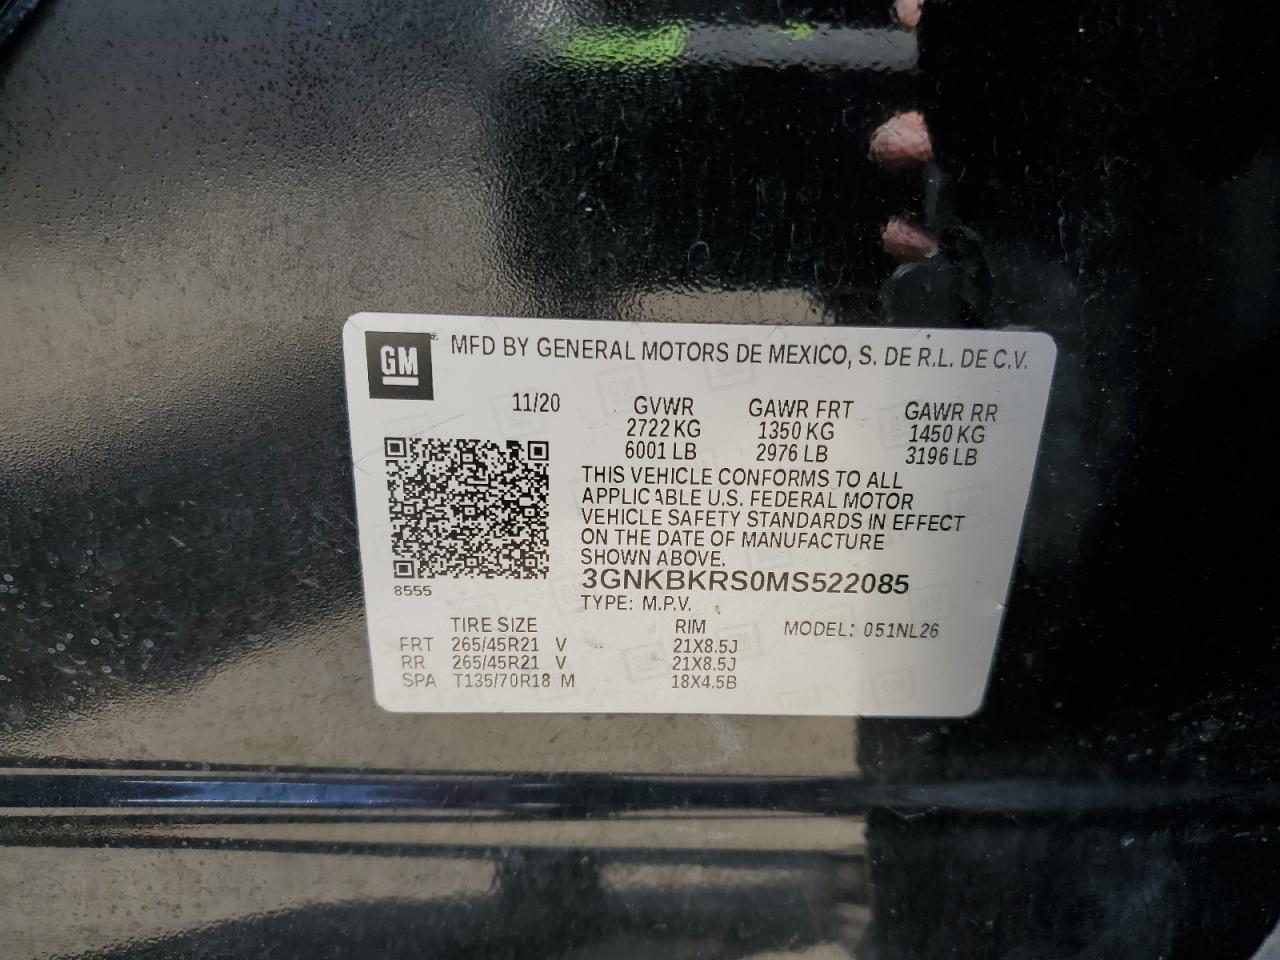 GM
MFD BY GENERAL MOTORS DE MEXICO, S. DE R.L. DE C.V.
11/20 GVWR GAWR FRT GAWR RR
2722 KG 1350 KG 1450 KG
6001 LB 2976 LB 3196 LB
THIS VEHICLE CONFORMS TO ALL
APPLICABLE U.S. FEDERAL MOTOR
VEHICLE SAFETY STANDARDS IN EFFECT
ON THE DATE OF MANUFACTURE
SHOWN ABOVE.
3GNKBKRS0MS522085
8555
TYPE: M.P.V.
TIRE SIZE RIM MODEL: 051NL26
FRT 265/45R21 V 21X8.5J
RR 265/45R21 V 21X8.5J
SPA T135/70R18 M 18X4.5B